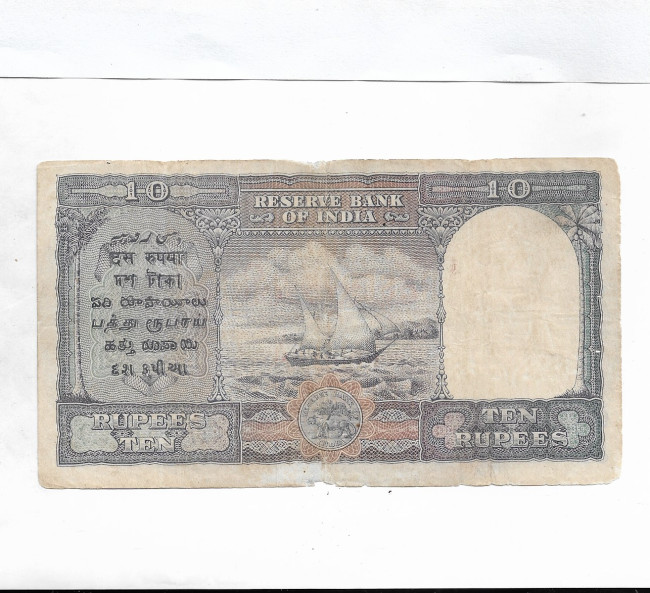 10
10
RESERVE BANK
OF INDIA
दस रुपया
দশ টাকা
పది రూపాయలు
பத்து ரூபாய்
ಹತ್ತು ರೂಪಾಯಿ
દશ રૂપીઆ
RUPEES
TEN
TEN
RUPEES